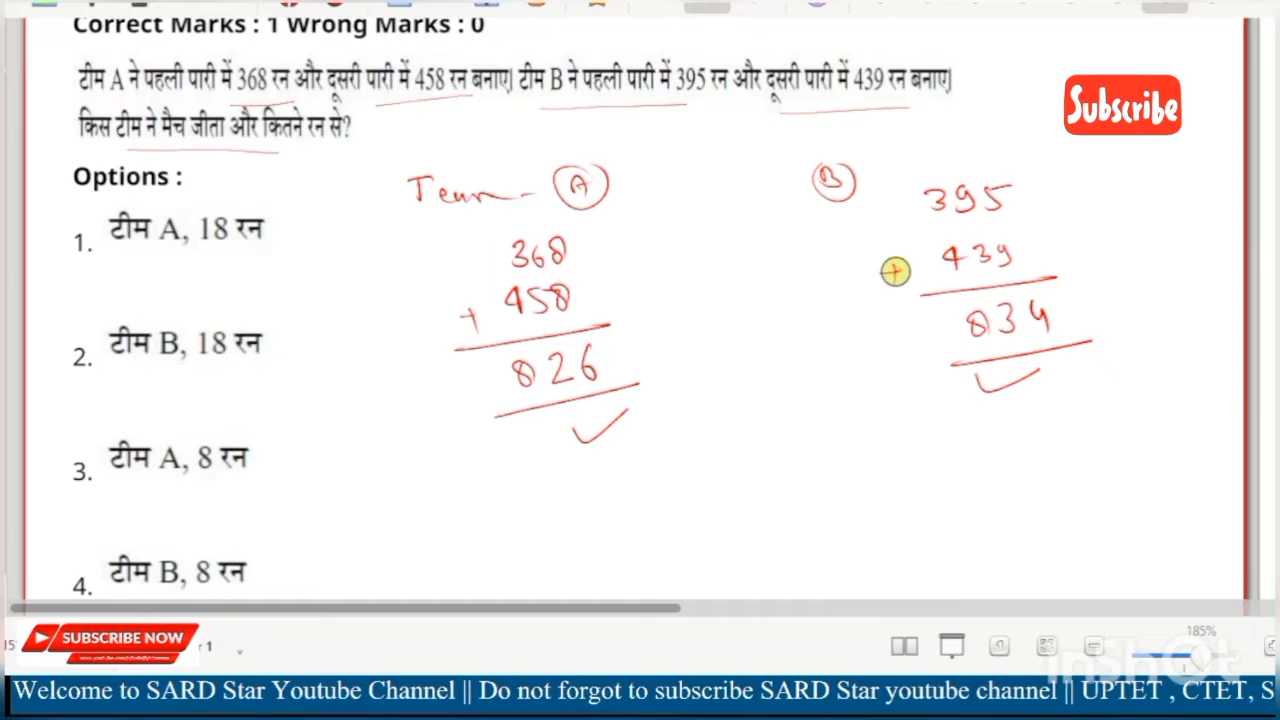 Correct Marks : 1 Wrong Marks : 0
टीम A ने पहली पारी में 368 रन और दूसरी पारी में 458 रन बनाए| टीम B ने पहली पारी में 395 रन और दूसरी पारी में 439 रन बनाए|
किस टीम ने मैच जीता और कितने रन से?
Subscribe
Options :
Team - A
B
1. टीम A, 18 रन
368
+ 458
826
395
+ 439
834
2. टीम B, 18 रन
3. टीम A, 8 रन
4. टीम B, 8 रन
SUBSCRIBE NOW
185%
InShOt
Welcome to SARD Star Youtube Channel || Do not forgot to subscribe SARD Star youtube channel || UPTET , CTET, S